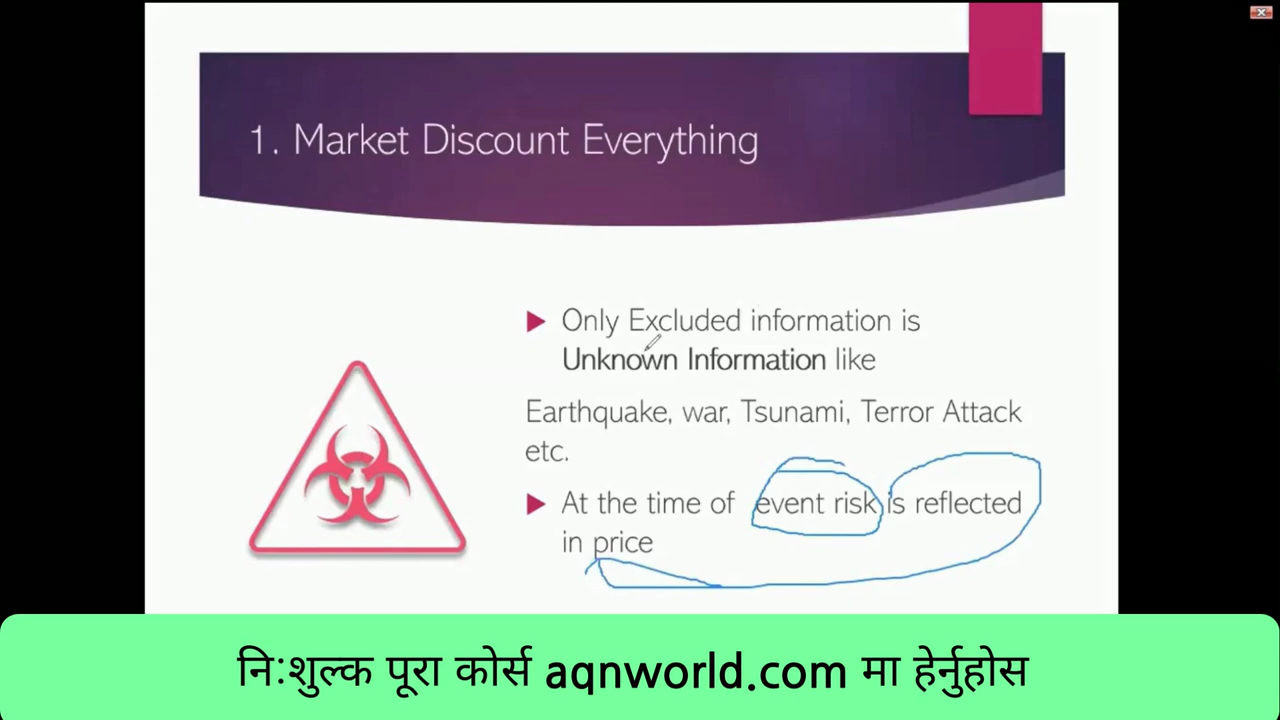 1. Market Discount Everything
Only Excluded information is
Unknown Information like
Earthquake, war, Tsunami, Terror Attack
etc.
At the time of event risk is reflected
in price
निःशुल्क पूरा कोर्स aqnworld.com मा हेर्नुहोस